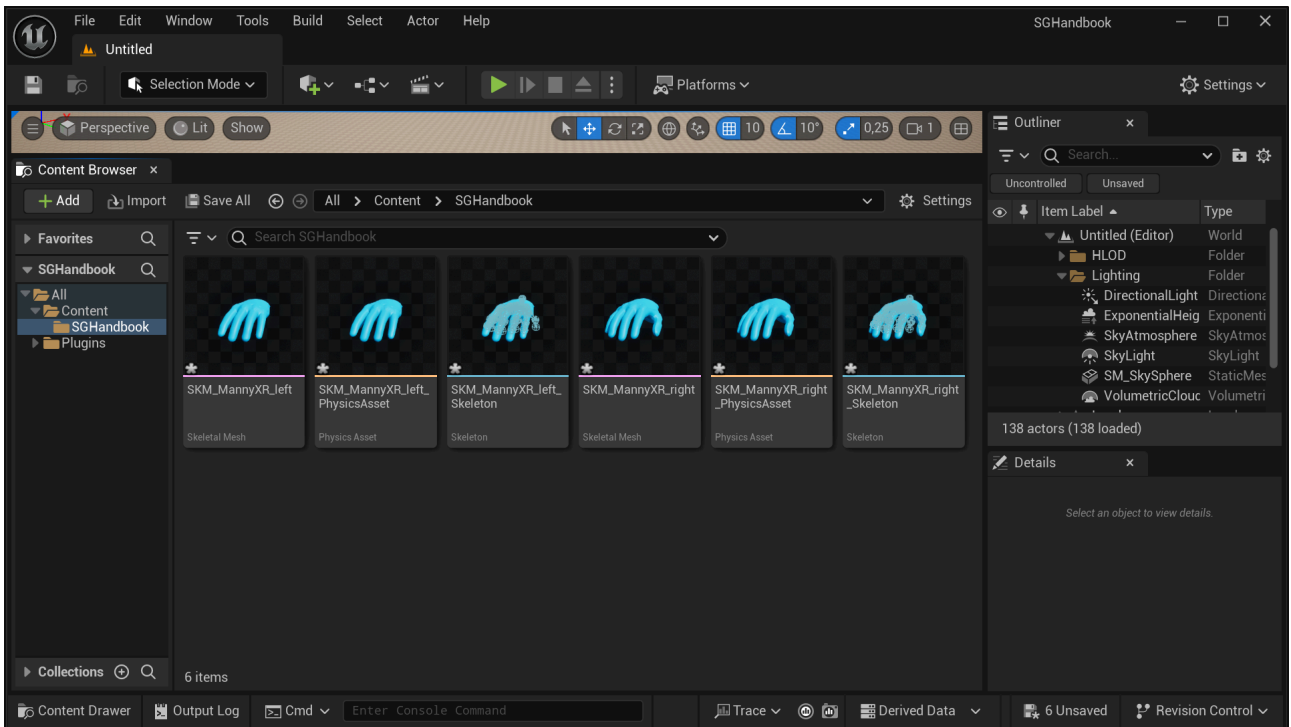 File Edit Window Tools Build Select Actor Help SGHandbook
Untitled
Selection Mode Platforms Settings
Perspective Lit Show 10 10° 0,25 1
Outliner
Search...
Uncontrolled Unsaved
Item Label Type
Untitled (Editor) World
HLOD Folder
Lighting Folder
DirectionalLight Directiona
ExponentialHeig Exponenti
SkyAtmosphere SkyAtmos
SkyLight SkyLight
SM_SkySphere StaticMes
VolumetricClouc Volumetri
138 actors (138 loaded)
Details
Select an object to view details.
Content Browser
Add Import Save All All > Content > SGHandbook Settings
Favorites
Search SGHandbook
SGHandbook
All
Content
SGHandbook
Plugins
SKM_MannyXR_left
Skeletal Mesh
SKM_MannyXR_left_
PhysicsAsset
Physics Asset
SKM_MannyXR_left_
Skeleton
Skeleton
SKM_MannyXR_right
Skeletal Mesh
SKM_MannyXR_right
_PhysicsAsset
Physics Asset
SKM_MannyXR_right
_Skeleton
Skeleton
Collections
6 items
Content Drawer Output Log Cmd Enter Console Command Trace Derived Data 6 Unsaved Revision Control